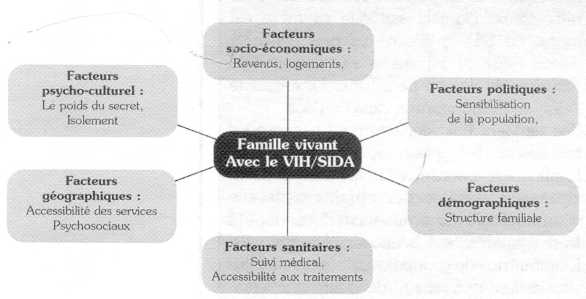 Facteurs
socio-économiques :
Revenus, logements,
Facteurs
psycho-culturel :
Le poids du secret,
Isolement
Facteurs politiques :
Sensibilisation
de la population,
Famille vivant
Avec le VIH/SIDA
Facteurs
géographiques :
Accessibilité des services
Psychosociaux
Facteurs
démographiques :
Structure familiale
Facteurs sanitaires :
Suivi médical,
Accessibilité aux traitements